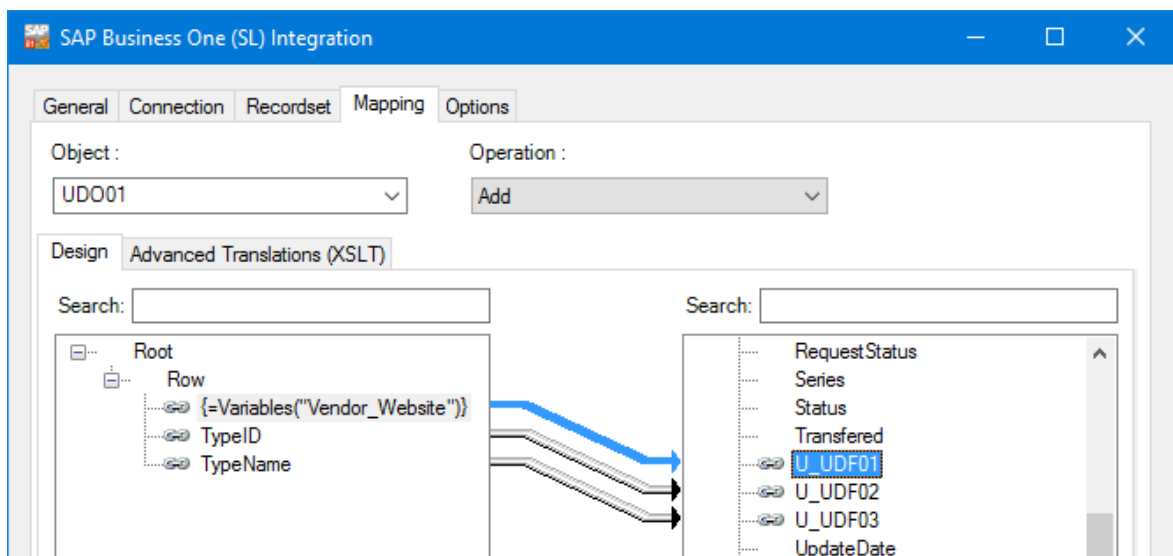 SAP Business One (SL) Integration
General Connection Recordset Mapping Options
Object : Operation :
UDO01 Add
Design Advanced Translations (XSLT)
Search: Search:
Root RequestStatus
Row Series
{=Variables("Vendor_Website")} Status
TypeID Transfered
TypeName U_UDF01
U_UDF02
U_UDF03
UpdateDate